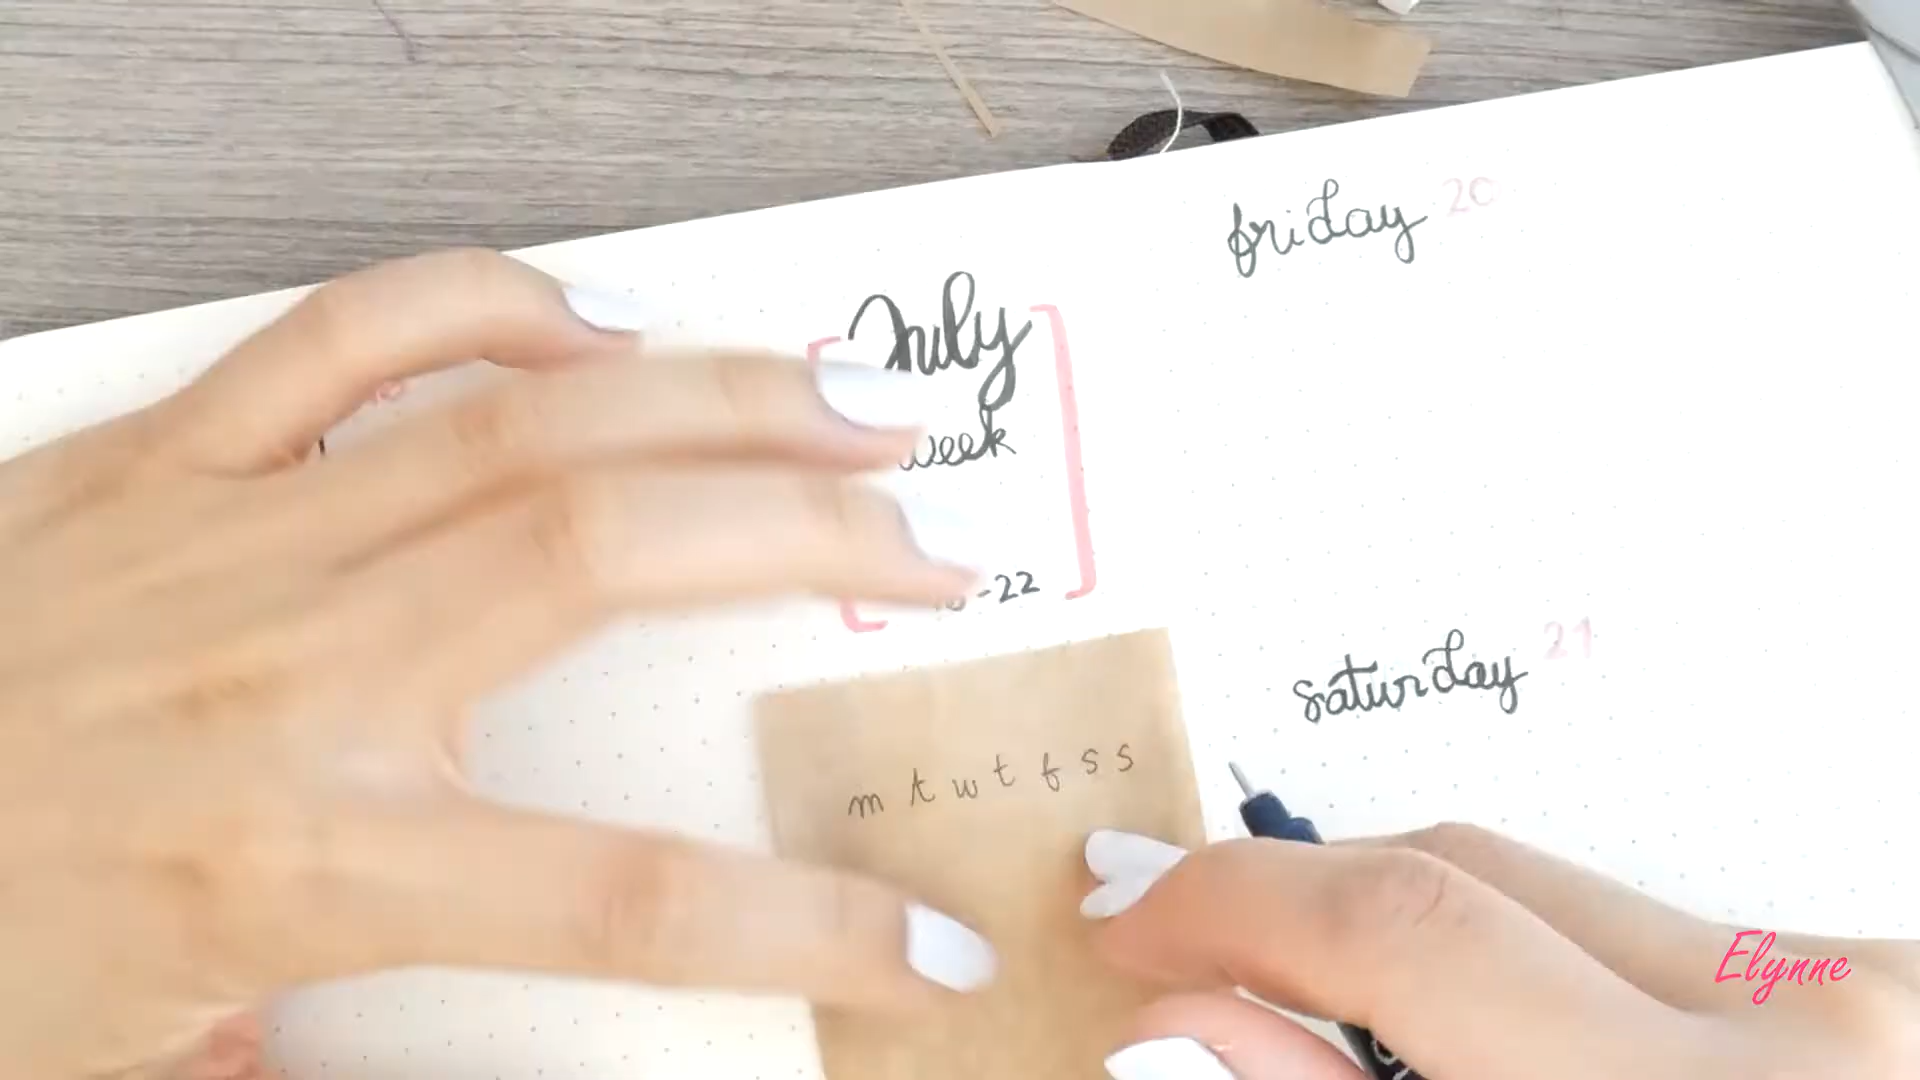 July
week
-22
m t w t f s s
friday 20
saturday 21
Elynne